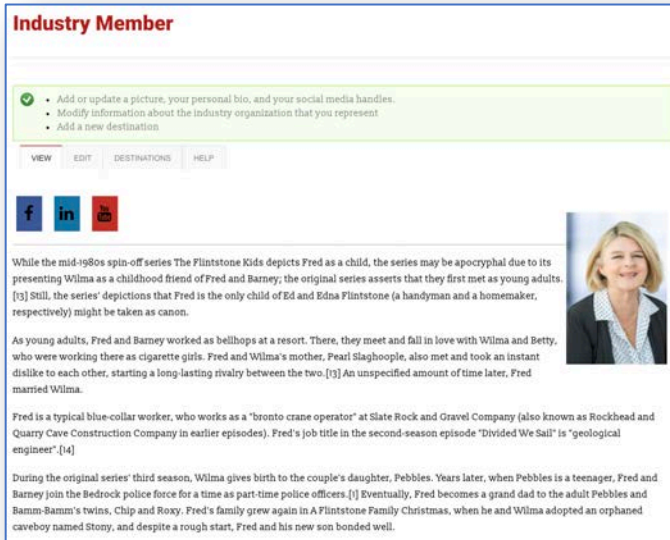 Industry Member
• Add or update a picture, your personal bio, and your social media handles.
• Modify information about the industry organization that you represent
• Add a new destination
VIEW EDIT DESTINATIONS HELP
f in You Tube
While the mid-1980s spin-off series The Flintstone Kids depicts Fred as a child, the series may be apocryphal due to its
presenting Wilma as a childhood friend of Fred and Barney; the original series asserts that they first met as young adults.
[13] Still, the series' depictions that Fred is the only child of Ed and Edna Flintstone (a handyman and a homemaker,
respectively) might be taken as canon.
As young adults, Fred and Barney worked as bellhops at a resort. There, they meet and fall in love with Wilma and Betty,
who were working there as cigarette girls. Fred and Wilma's mother, Pearl Slaghoople, also met and took an instant
dislike to each other, starting a long-lasting rivalry between the two.[13] An unspecified amount of time later, Fred
married Wilma.
Fred is a typical blue-collar worker, who works as a "bronto crane operator" at Slate Rock and Gravel Company (also known as Rockhead and
Quarry Cave Construction Company in earlier episodes). Fred's job title in the second-season episode "Divided We Sail" is "geological
engineer".[14]
During the original series' third season, Wilma gives birth to the couple's daughter, Pebbles. Years later, when Pebbles is a teenager, Fred and
Barney join the Bedrock police force for a time as part-time police officers.[1] Eventually, Fred becomes a grand dad to the adult Pebbles and
Bamm-Bamm's twins, Chip and Roxy. Fred's family grew again in A Flintstone Family Christmas, when he and Wilma adopted an orphaned
caveboy named Stony, and despite a rough start, Fred and his new son bonded well.